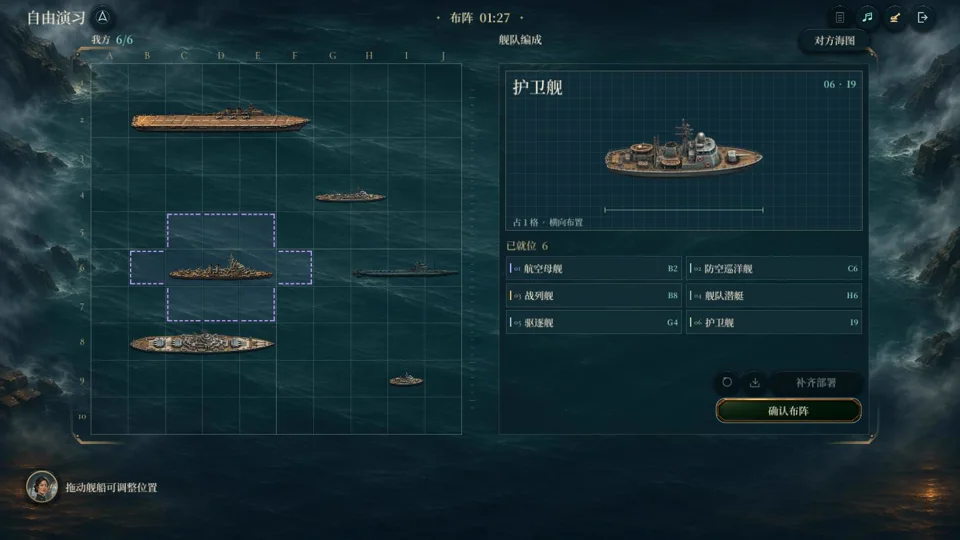 自由演习
· 布阵 01:27 ·
我方 6/6
舰队编成
对方海图
A B C D E F G H I J
1
2
3
4
5
6
7
8
9
10
护卫舰
06 · I9
占 1 格 · 横向布置
已就位 6
01 航空母舰 B2
02 防空巡洋舰 C6
03 战列舰 B8
04 舰队潜艇 H6
05 驱逐舰 G4
06 护卫舰 I9
补齐部署
确认布阵
拖动舰船可调整位置